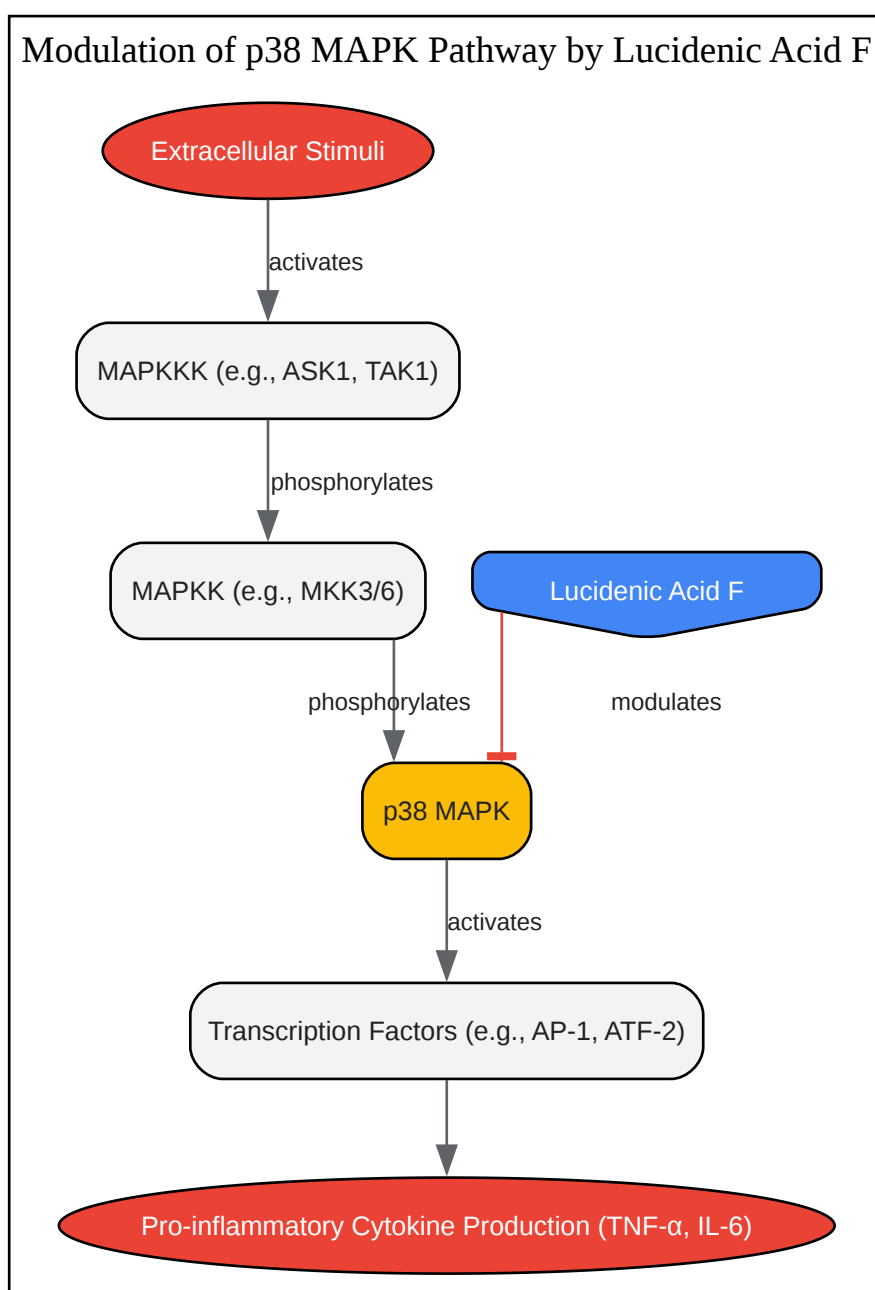 Modulation of p38 MAPK Pathway by Lucidenic Acid F
Extracellular Stimuli
activates
MAPKKK (e.g., ASK1, TAK1)
phosphorylates
MAPKK (e.g., MKK3/6)
Lucidenic Acid F
phosphorylates
modulates
p38 MAPK
activates
Transcription Factors (e.g., AP-1, ATF-2)
Pro-inflammatory Cytokine Production (TNF-α, IL-6)